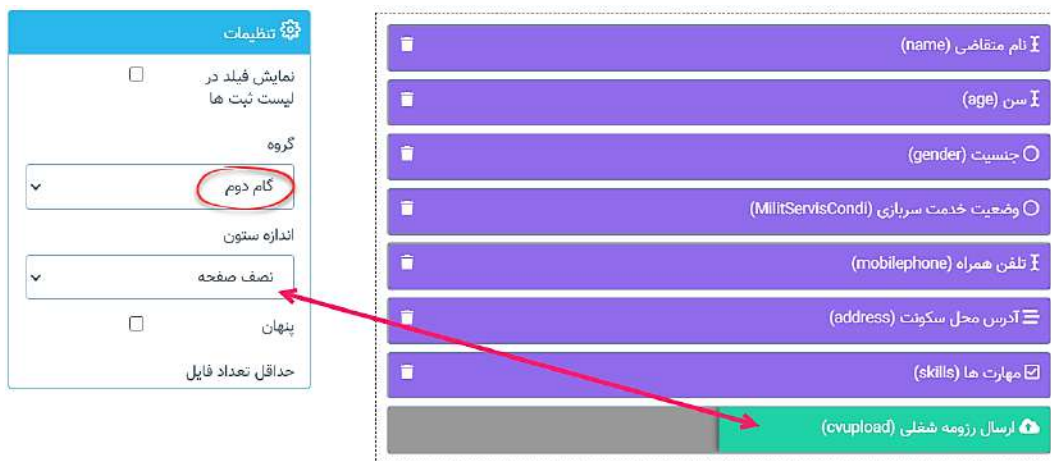 نام متقاضی (name)
سن (age)
جنسیت (gender)
وضعیت خدمت سربازی (MilitServisCondi)
تلفن همراه (mobilephone)
آدرس محل سکونت (address)
مهارت ها (skills)
ارسال رزومه شغلی (cvupload)
تنظیمات
نمایش فیلد در
لیست ثبت ها
گروه
گام دوم
اندازه ستون
نصف صفحه
پنهان
حداقل تعداد فایل